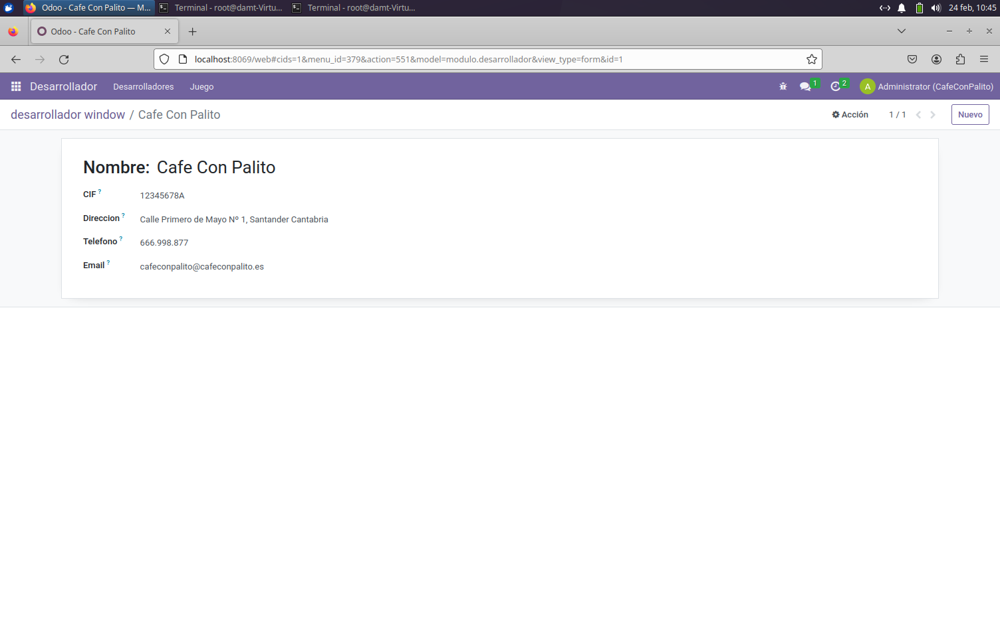 Odoo - Cafe Con Palito — M...
Terminal - root@damt-Virtu...
Terminal - root@damt-Virtu...
24 feb, 10:45
Odoo - Cafe Con Palito
localhost:8069/web#cids=1&menu_id=379&action=551&model=modulo.desarrollador&view_type=form&id=1
Desarrollador Desarrolladores Juego 1 2 A Administrator (CafeConPalito)
desarrollador window / Cafe Con Palito Acción 1 / 1 Nuevo
Nombre: Cafe Con Palito
CIF ? 12345678A
Direccion ? Calle Primero de Mayo Nº 1, Santander Cantabria
Telefono ? 666.998.877
Email ? cafeconpalito@cafeconpalito.es